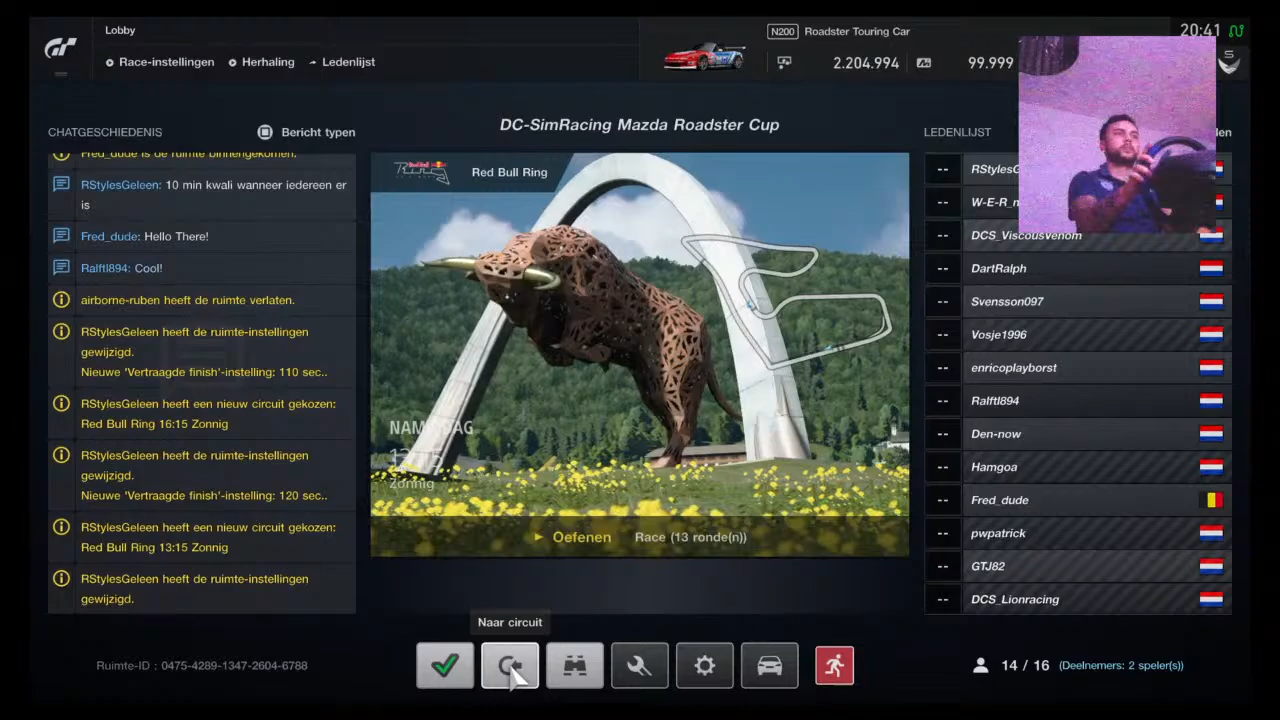 Lobby
N200 Roadster Touring Car
20:41
Race-instellingen Herhaling Ledenlijst
2.204.994
99.999
S
CHATGESCHIEDENIS
Bericht typen
DC-SimRacing Mazda Roadster Cup
LEDENLIJST
Fred_dude is de ruimte binnengekomen.
RStylesGeleen: 10 min kwali wanneer iedereen er
is
Fred_dude: Hello There!
Ralftl894: Cool!
airborne-ruben heeft de ruimte verlaten.
RStylesGeleen heeft de ruimte-instellingen
gewijzigd.
Nieuwe 'Vertraagde finish'-instelling: 110 sec..
RStylesGeleen heeft een nieuw circuit gekozen:
Red Bull Ring 16:15 Zonnig
RStylesGeleen heeft de ruimte-instellingen
gewijzigd.
Nieuwe 'Vertraagde finish'-instelling: 120 sec..
RStylesGeleen heeft een nieuw circuit gekozen:
Red Bull Ring 13:15 Zonnig
RStylesGeleen heeft de ruimte-instellingen
gewijzigd.
Red Bull Ring
Zonnig
Oefenen Race (13 ronde(n))
-- RStylesG
-- W-E-R_
-- DCS_ViscousVenom
-- DartRalph
-- Svensson097
-- Vosje1996
-- enricoplayborst
-- Ralftl894
-- Den-now
-- Hamgoa
-- Fred_dude
-- pwpatrick
-- GTJ82
-- DCS_Lionracing
Naar circuit
Ruimte-ID : 0475-4289-1347-2604-6788
14 / 16 (Deelnemers: 2 speler(s))